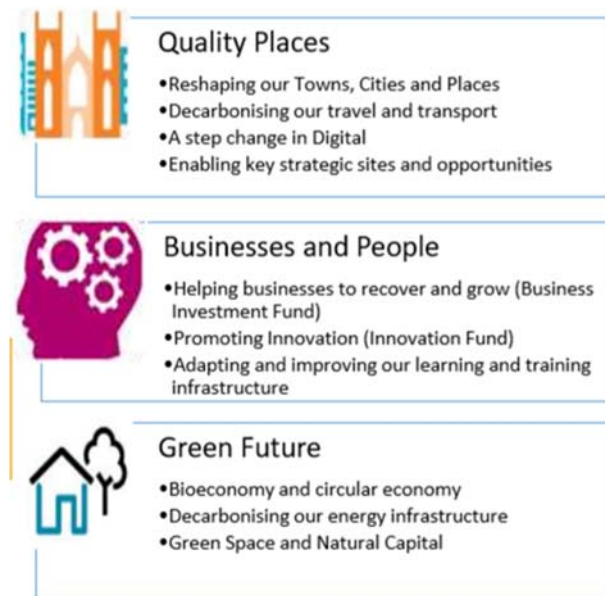 Quality Places
•Reshaping our Towns, Cities and Places
•Decarbonising our travel and transport
•A step change in Digital
•Enabling key strategic sites and opportunities
Businesses and People
•Helping businesses to recover and grow (Business
Investment Fund)
•Promoting Innovation (Innovation Fund)
•Adapting and improving our learning and training
infrastructure
Green Future
•Bioeconomy and circular economy
•Decarbonising our energy infrastructure
•Green Space and Natural Capital